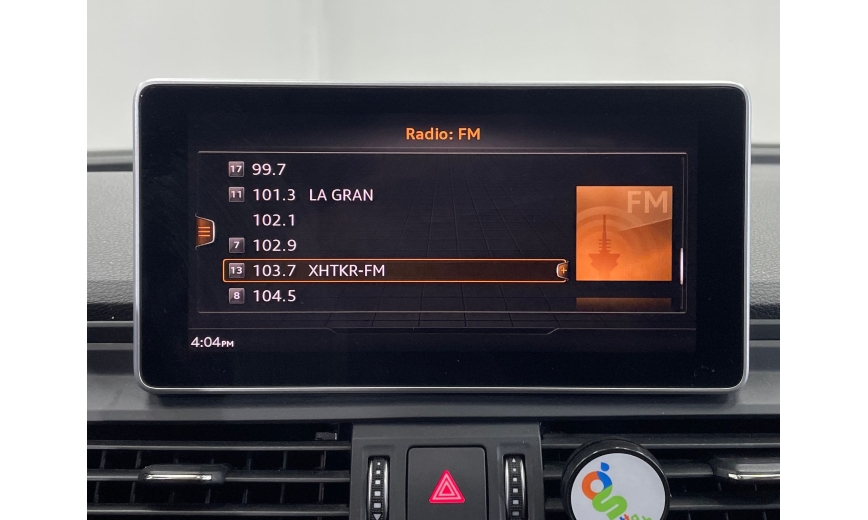 Radio: FM
17 99.7
11 101.3 LA GRAN
102.1
7 102.9
13 103.7 XHTKR-FM
8 104.5
FM
4:04PM